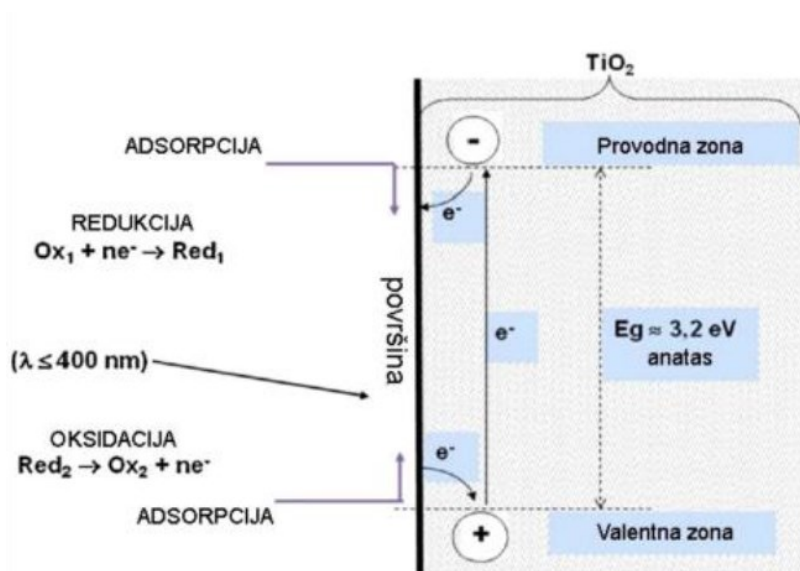 TiO₂
ADSORPCIJA
-
Provodna zona
e⁻
REDUKCIJA
Ox₁ + ne⁻ → Red₁
površina
(λ ≤ 400 nm)
e⁻
Eg ≈ 3,2 eV
anatas
OKSIDACIJA
Red₂ → Ox₂ + ne⁻
e⁻
ADSORPCIJA
+
Valentna zona